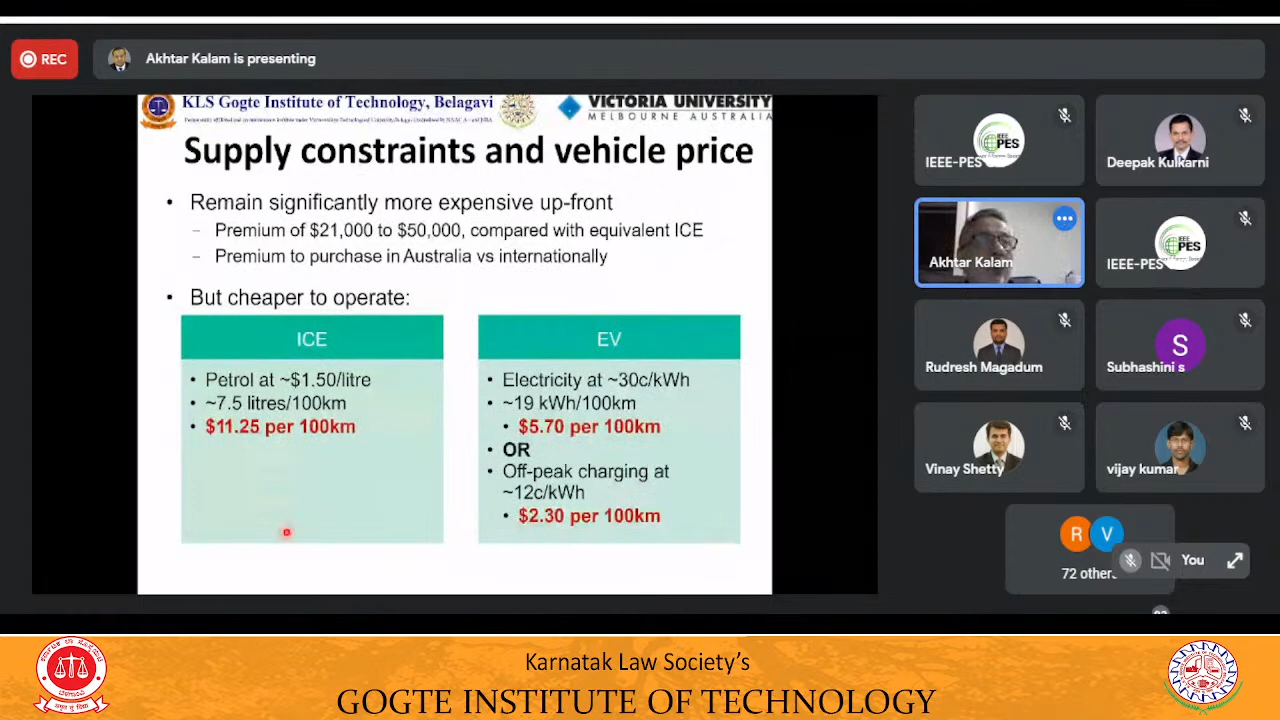 REC
Akhtar Kalam is presenting
KLS Gogte Institute of Technology, Belagavi
VICTORIA UNIVERSITY
MELBOURNE AUSTRALIA
Supply constraints and vehicle price
• Remain significantly more expensive up-front
– Premium of $21,000 to $50,000, compared with equivalent ICE
– Premium to purchase in Australia vs internationally
• But cheaper to operate:
ICE
• Petrol at ~$1.50/litre
• ~7.5 litres/100km
• $11.25 per 100km
EV
• Electricity at ~30c/kWh
• ~19 kWh/100km
• $5.70 per 100km
• OR
• Off-peak charging at
~12c/kWh
• $2.30 per 100km
IEEE
PES
IEEE-PES
Deepak Kulkarni
Akhtar Kalam
IEEE
PES
IEEE-PES
Rudresh Magadum
S
Subhashini s
Vinay Shetty
vijay kumar
R
V
72 others
You
Karnatak Law Society's
GOGTE INSTITUTE OF TECHNOLOGY